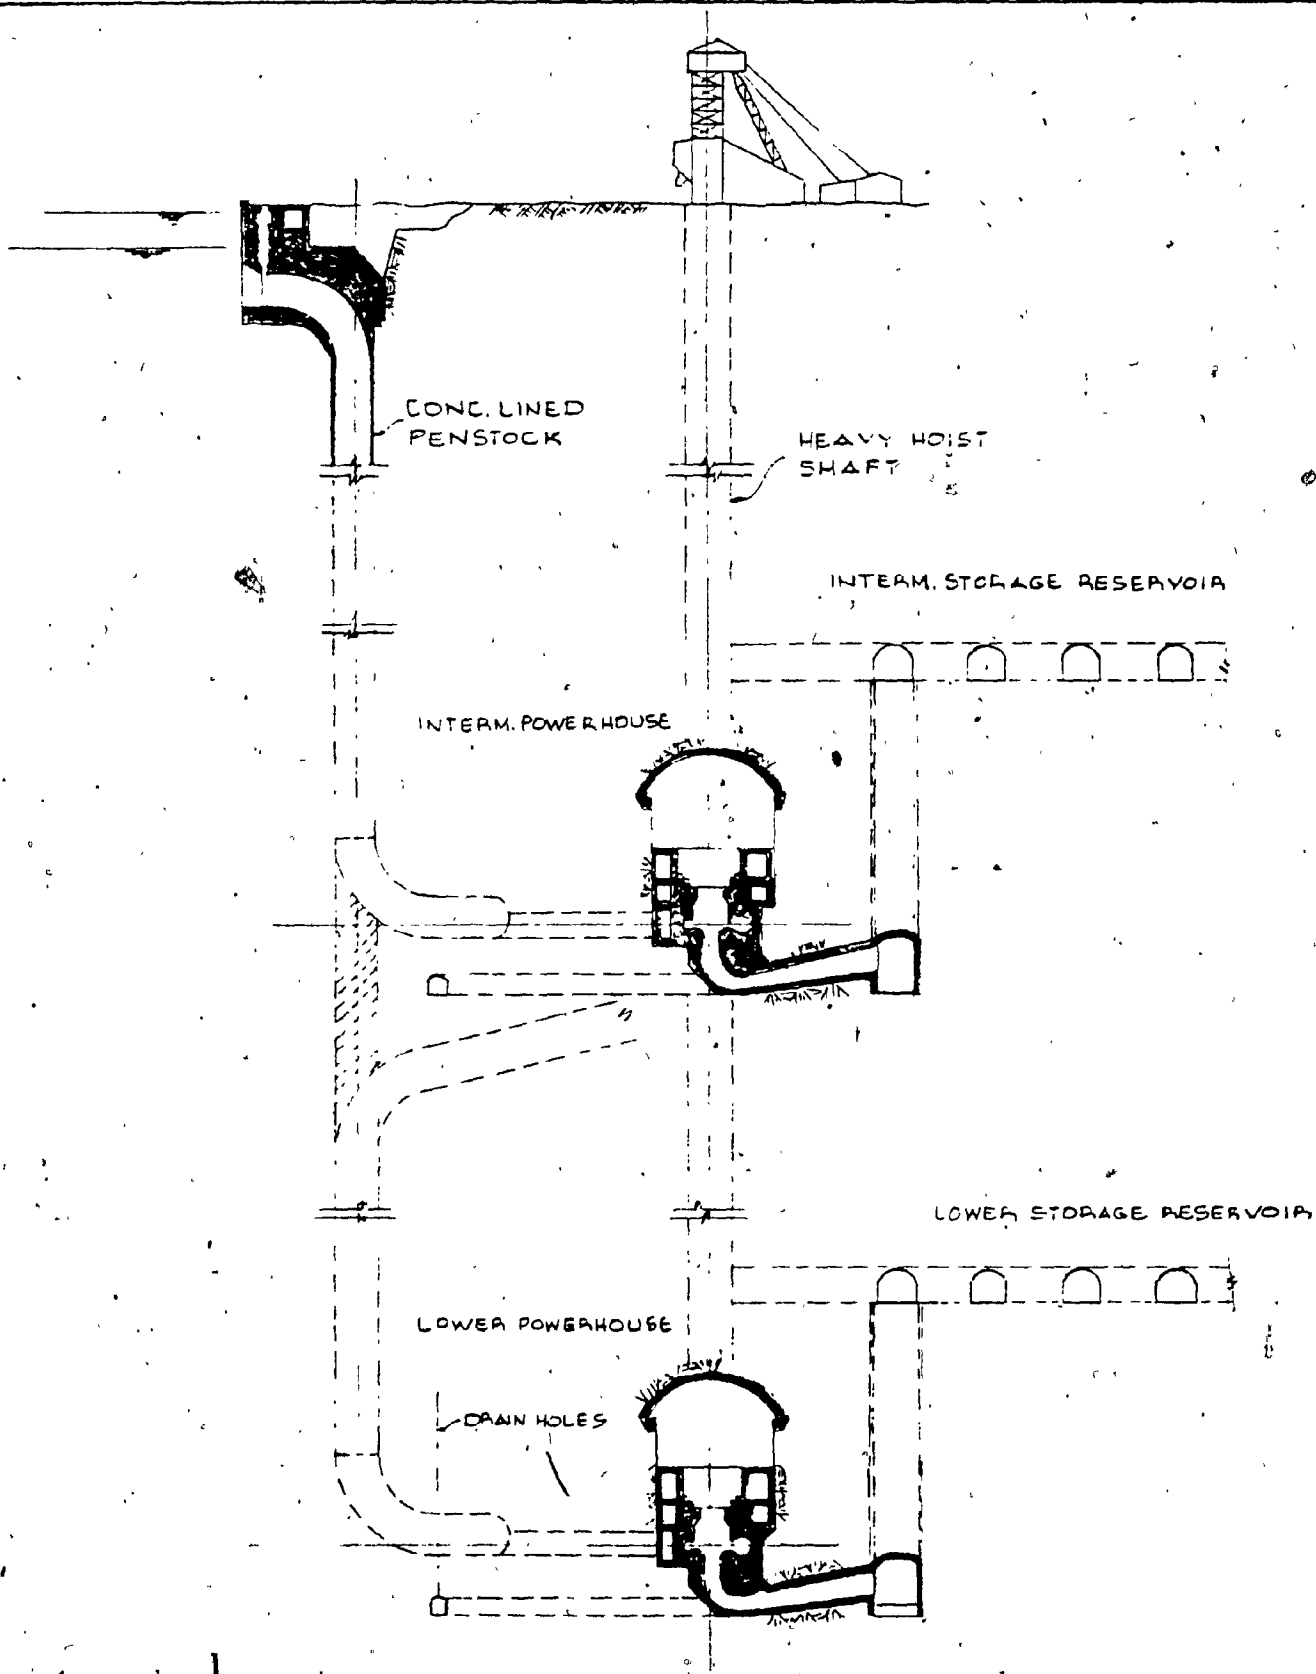 CONC. LINED
PENSTOCK
HEAVY HOIST
SHAFT
INTERM. STORAGE RESERVOIR
INTERM. POWERHOUSE
LOWER STORAGE RESERVOIR
LOWER POWERHOUSE
DRAIN HOLES